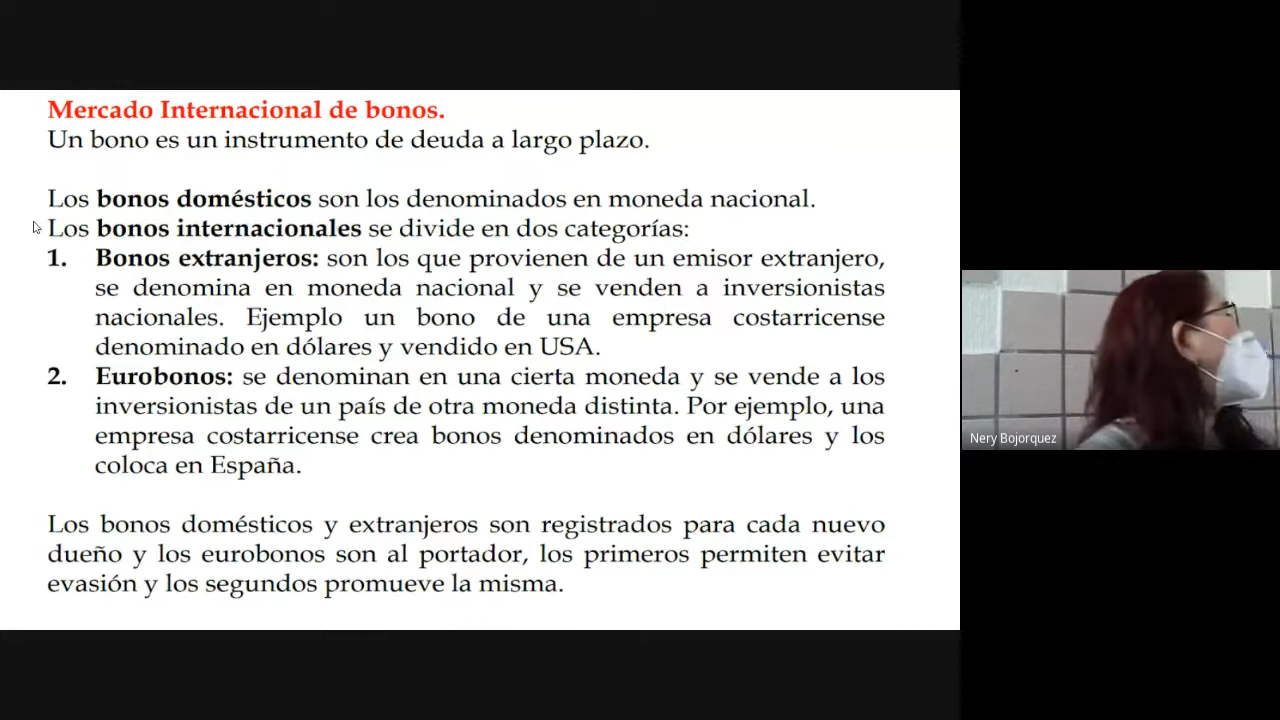 Mercado Internacional de bonos.
Un bono es un instrumento de deuda a largo plazo.
Los bonos domésticos son los denominados en moneda nacional.
Los bonos internacionales se divide en dos categorías:
1. Bonos extranjeros: son los que provienen de un emisor extranjero,
se denomina en moneda nacional y se venden a inversionistas
nacionales. Ejemplo un bono de una empresa costarricense
denominado en dólares y vendido en USA.
2. Eurobonos: se denominan en una cierta moneda y se vende a los
inversionistas de un país de otra moneda distinta. Por ejemplo, una
empresa costarricense crea bonos denominados en dólares y los
coloca en España.
Los bonos domésticos y extranjeros son registrados para cada nuevo
dueño y los eurobonos son al portador, los primeros permiten evitar
evasión y los segundos promueve la misma.
Nery Bojorquez